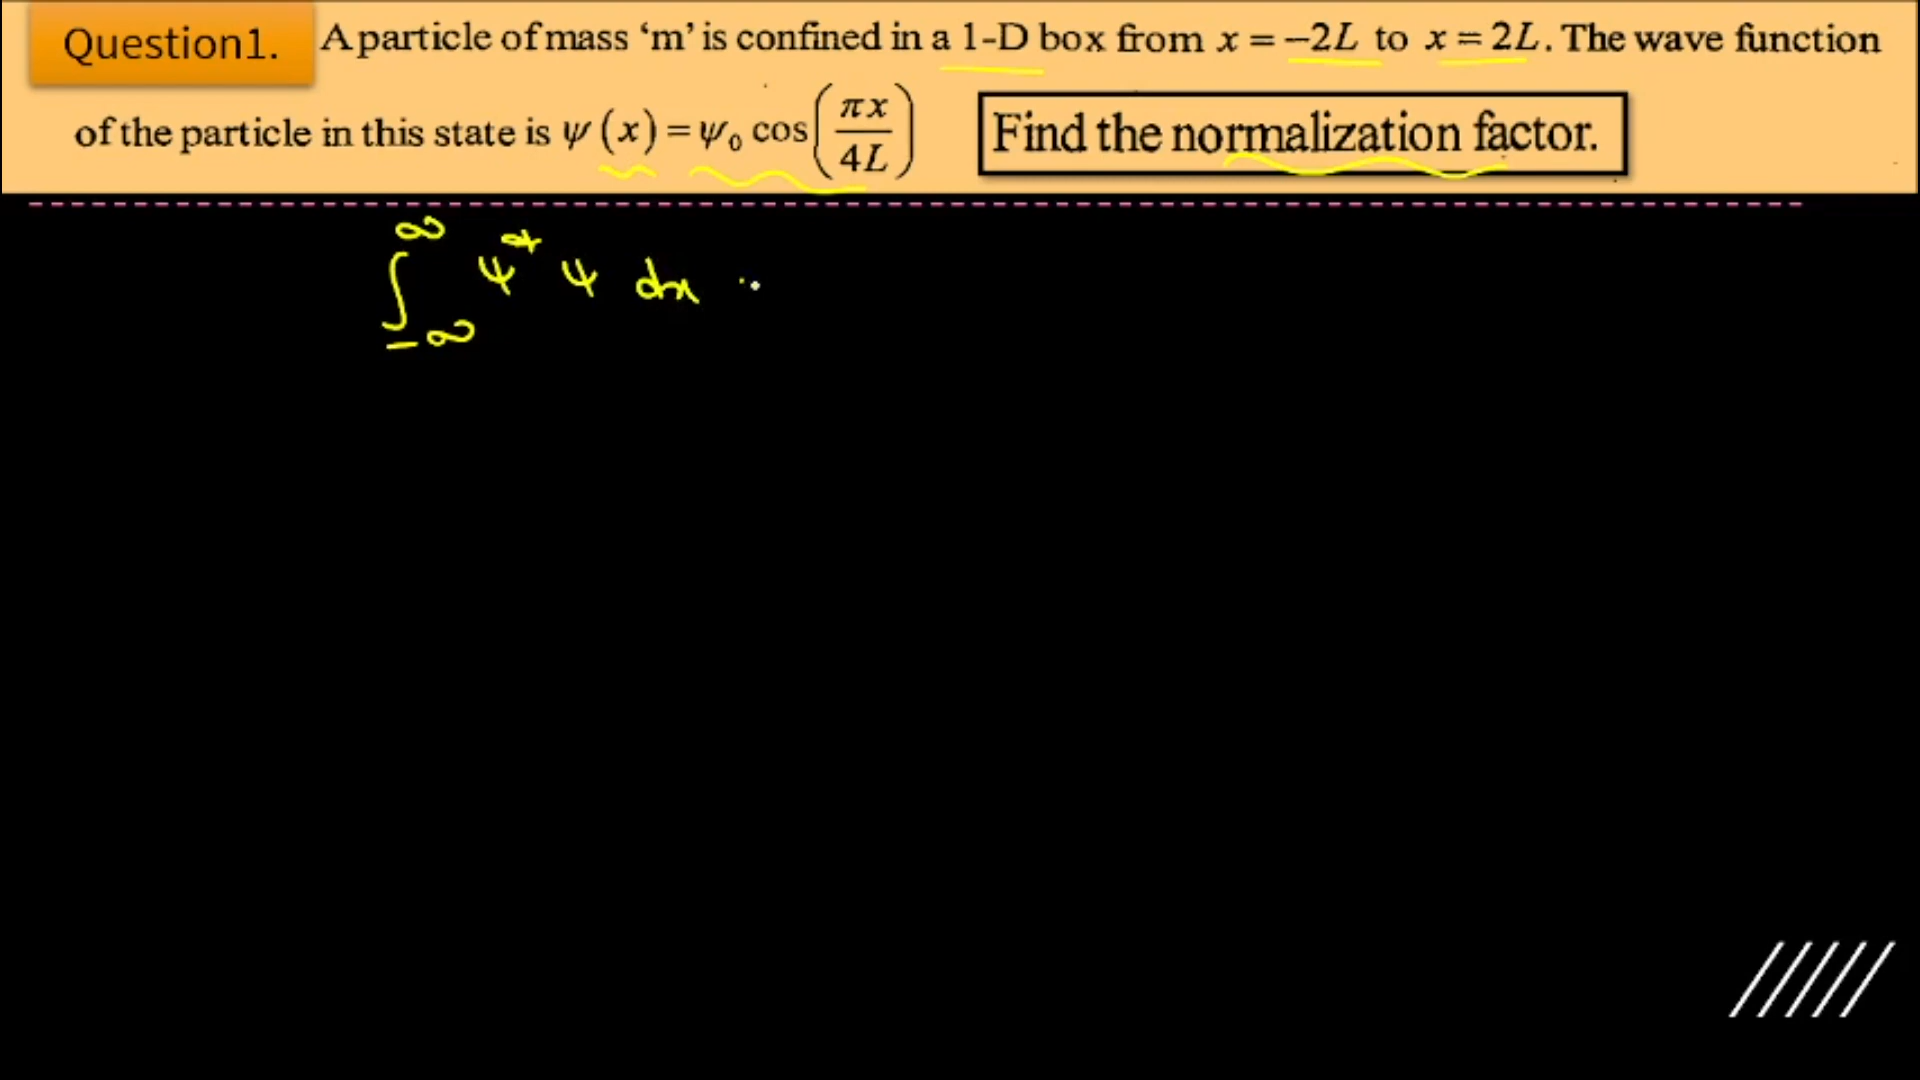 Question1. A particle of mass ‘m’ is confined in a 1-D box from x = −2L to x = 2L. The wave function
of the particle in this state is ψ(x) = ψ₀ cos(πx/4L) Find the normalization factor.
∫_{-∞}^{∞} ψ* ψ dx